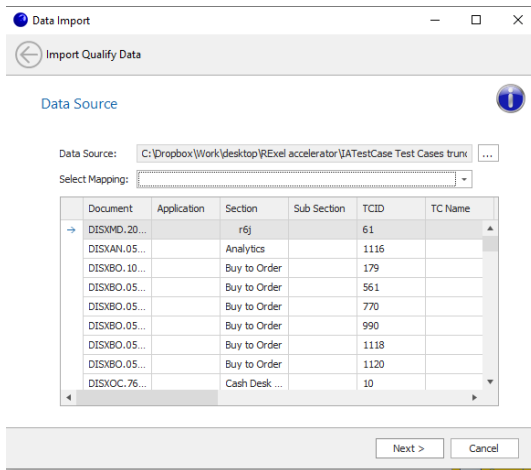 Data Import
Import Qualify Data
Data Source
Data Source: C:\Dropbox\Work\desktop\RExel accelerator\IATestCase Test Cases trunc ...
Select Mapping:
Document Application Section Sub Section TCID TC Name
DISXMD.20... r6j 61
DISXAN.05... Analytics 1116
DISXBO.10... Buy to Order 179
DISXBO.05... Buy to Order 561
DISXBO.05... Buy to Order 770
DISXBO.05... Buy to Order 990
DISXBO.05... Buy to Order 1118
DISXBO.05... Buy to Order 1120
DISXOC.76... Cash Desk ... 10
Next > Cancel